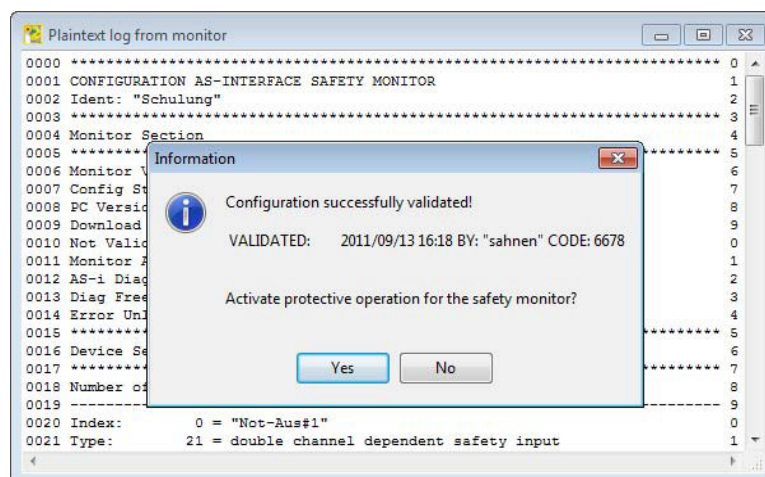 Plaintext log from monitor
0000 ************************************************************************ 0
0001 CONFIGURATION AS-INTERFACE SAFETY MONITOR 1
0002 Ident: "Schulung" 2
0003 ************************************************************************ 3
0004 Monitor Section 4
0005 ********* ******** 5
0006 Monitor V 6
0007 Config St 7
0008 PC Versio 8
0009 Download 9
0010 Not Valid 0
0011 Monitor A 1
0012 AS-i Diag 2
0013 Diag Free 3
0014 Error Unl 4
0015 ********* ******** 5
0016 Device Se 6
0017 ********* ******** 7
0018 Number of 8
0019 --------- -------- 9
0020 Index: 0 = "Not-Aus#1" 0
0021 Type: 21 = double channel dependent safety input 1
Information
Configuration successfully validated!
VALIDATED: 2011/09/13 16:18 BY: "sahnen" CODE: 6678
Activate protective operation for the safety monitor?
Yes No